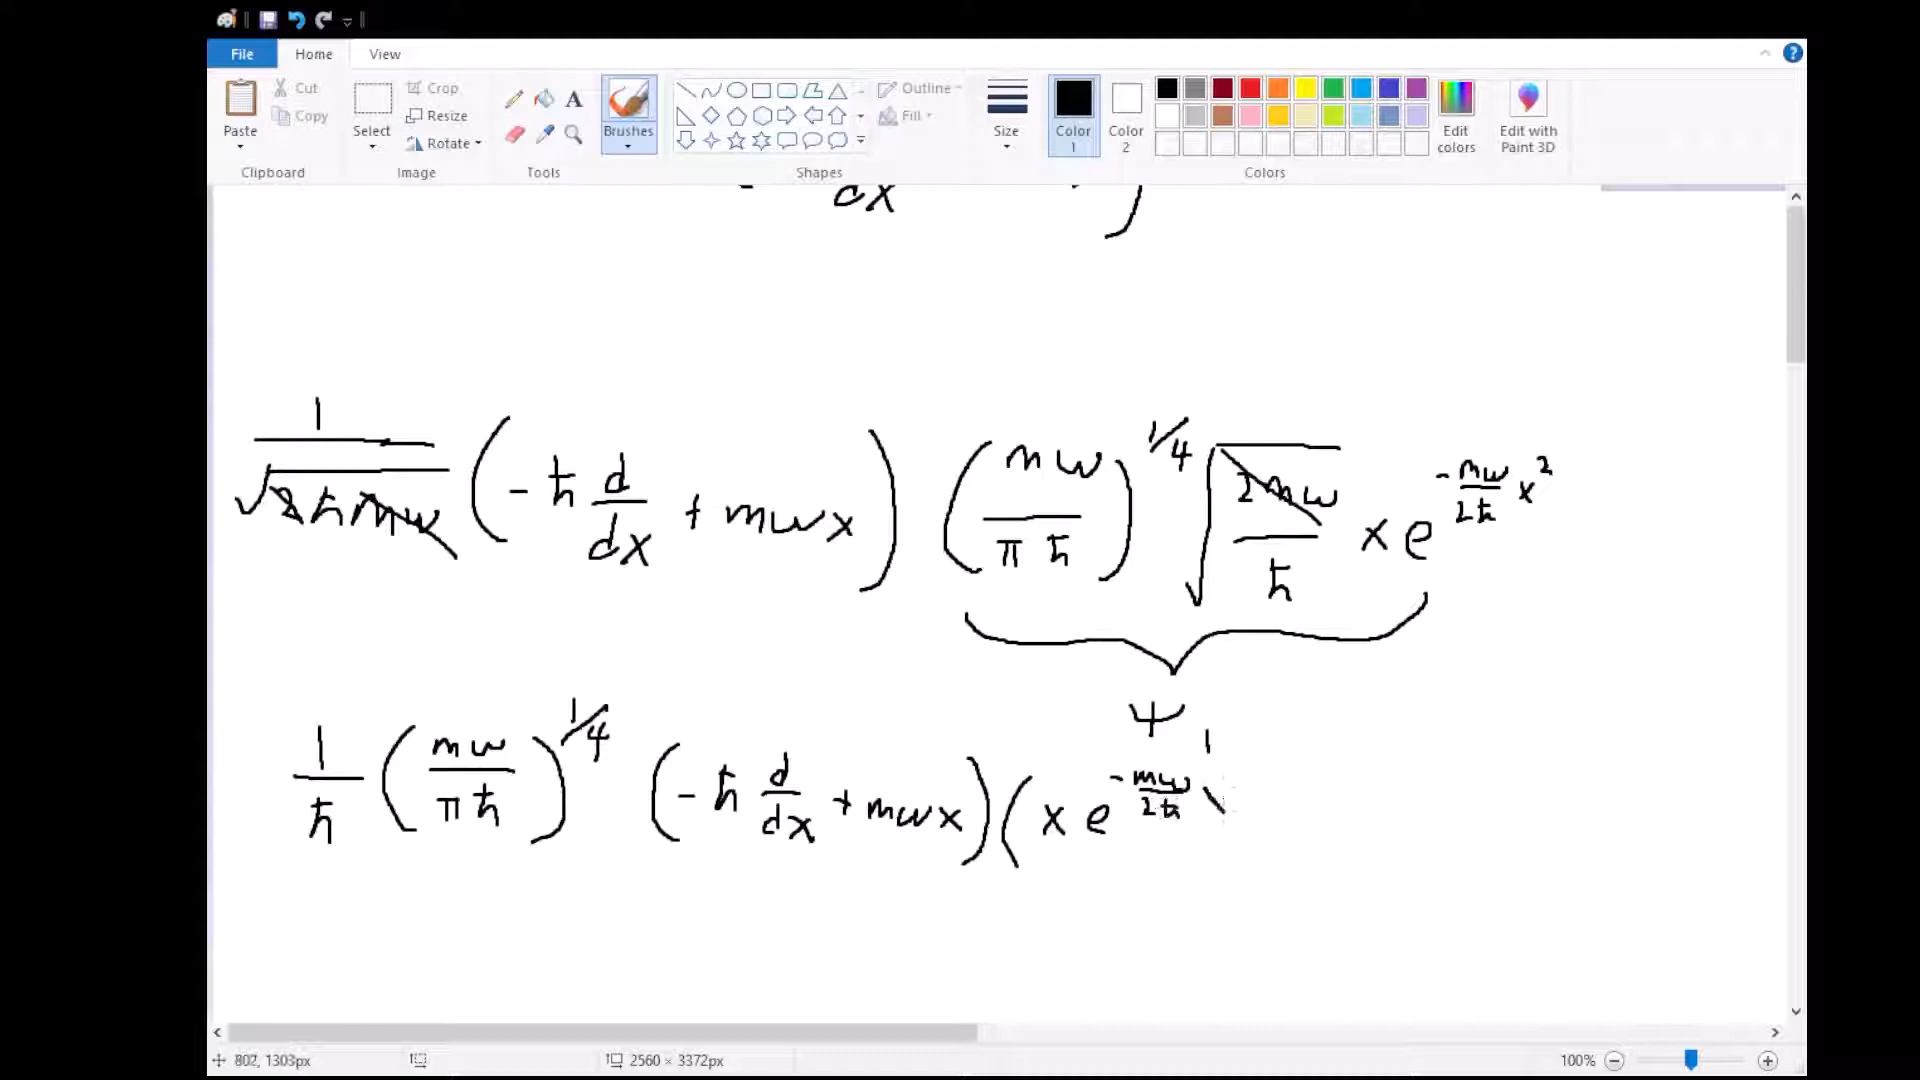 File Home View
Paste Cut Copy Select Crop Resize Rotate A Brushes Outline Fill Size Color 1 Color 2 Edit colors Edit with Paint 3D
Clipboard Image Tools Shapes Colors
dx )
1/√(2ħmω) (-ħ d/dx + mωx) (mω/πħ)^1/4 √(2mω/ħ) x e^-mω/2ħ x^2
ψ1
1/ħ (mω/πħ)^1/4 (-ħ d/dx + mωx)(x e^-mω/2ħ
802, 1303px 2560 × 3372px 100%